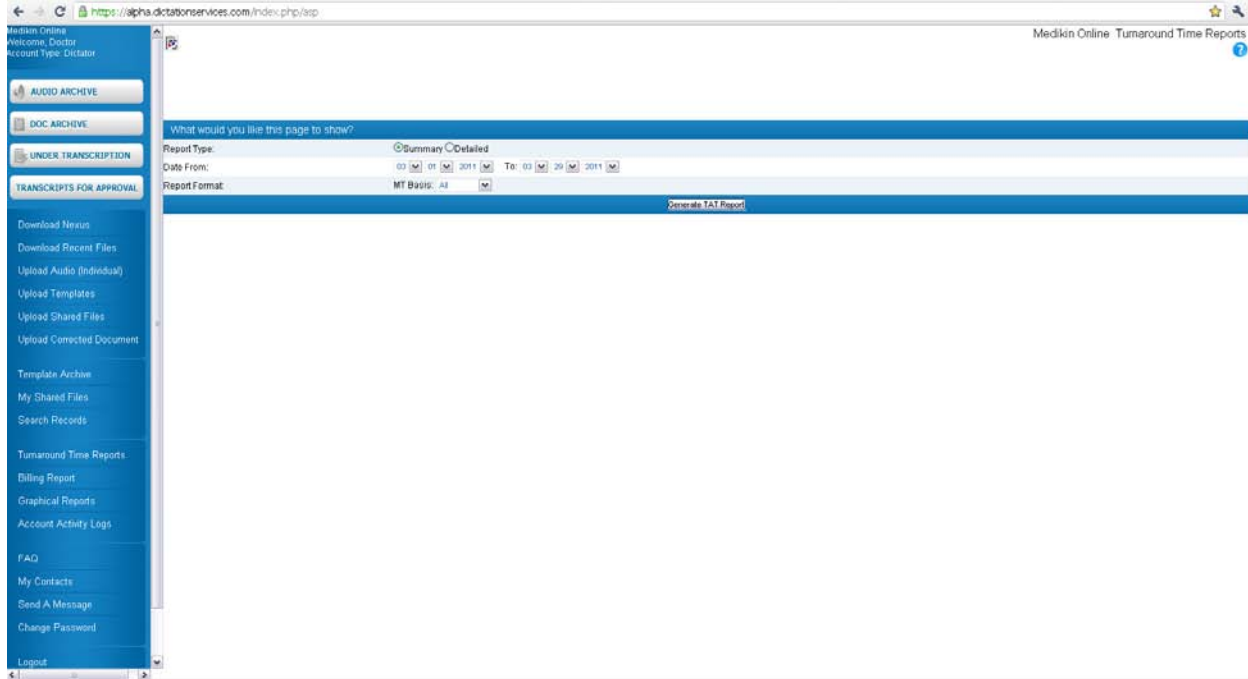 https://alpha.dictationservices.com/index.php/asp
Medikin Online
Welcome, Doctor
Account Type: Dictator
Medikin Online Turnaround Time Reports
?
AUDIO ARCHIVE
DOC ARCHIVE
UNDER TRANSCRIPTION
TRANSCRIPTS FOR APPROVAL
Download Nexus
Download Recent Files
Upload Audio (Individual)
Upload Templates
Upload Shared Files
Upload Corrected Document
Template Archive
My Shared Files
Search Records
Turnaround Time Reports
Billing Report
Graphical Reports
Account Activity Logs
FAQ
My Contacts
Send A Message
Change Password
Logout
What would you like this page to show?
Report Type: Summary Detailed
Date From: 03 01 2011 To: 03 29 2011
Report Format: MT Basis: All
Generate TAT Report